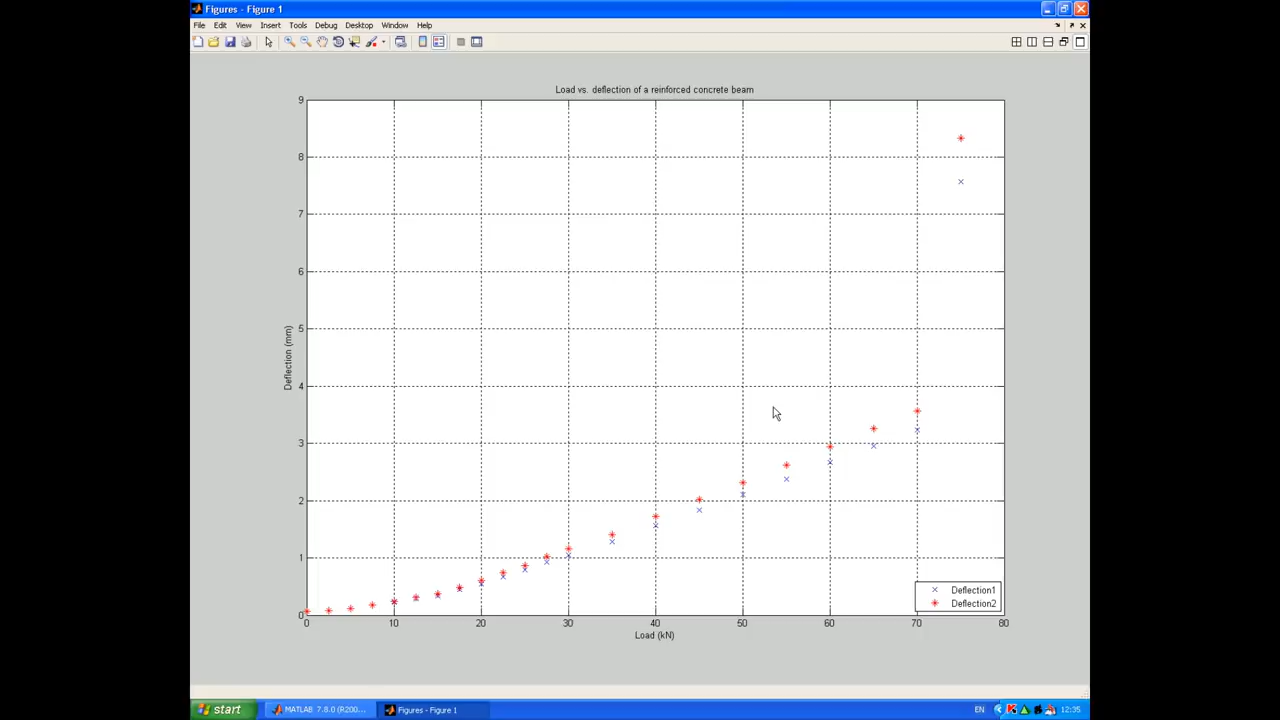 Figures - Figure 1
File Edit View Insert Tools Debug Desktop Window Help
Load vs. deflection of a reinforced concrete beam
9
8
7
6
5
4
3
2
1
0
Deflection (mm)
Deflection1
Deflection2
0 10 20 30 40 50 60 70 80
Load (kN)
start MATLAB 7.8.0 (R200... Figures - Figure 1 EN 12:35